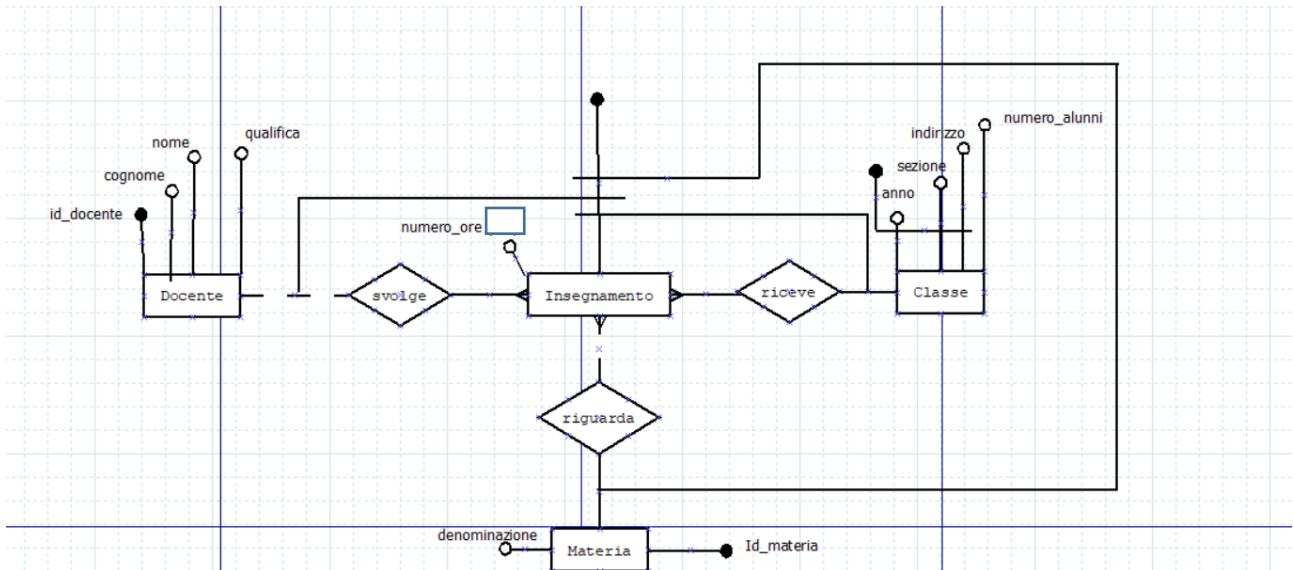 numero_alunni
indirizzo
qualifica
nome
sezione
cognome
anno
id_docente
numero_ore
Docente
svolge
Insegnamento
riceve
Classe
riguarda
denominazione
Materia
Id_materia